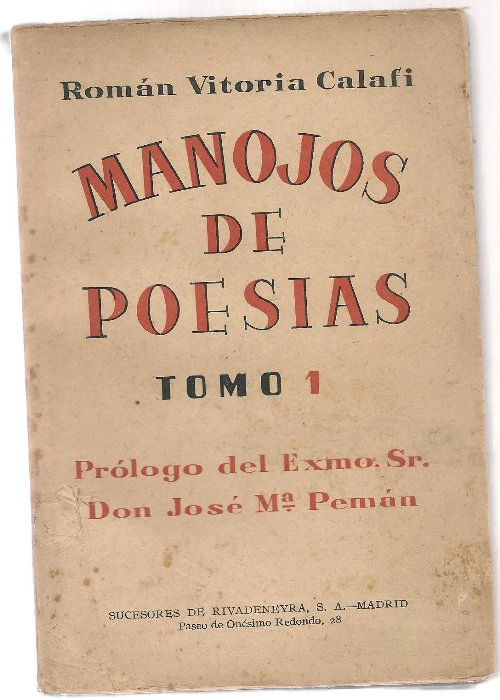 Román Vitoria Calafi
MANOJOS
DE
POESIAS
TOMO 1
Prólogo del Exmo. Sr.
Don José Mª Pemán
SUCESORES DE RIVADENEYRA, S. A.—MADRID
Paseo de Onésimo Redondo, 28